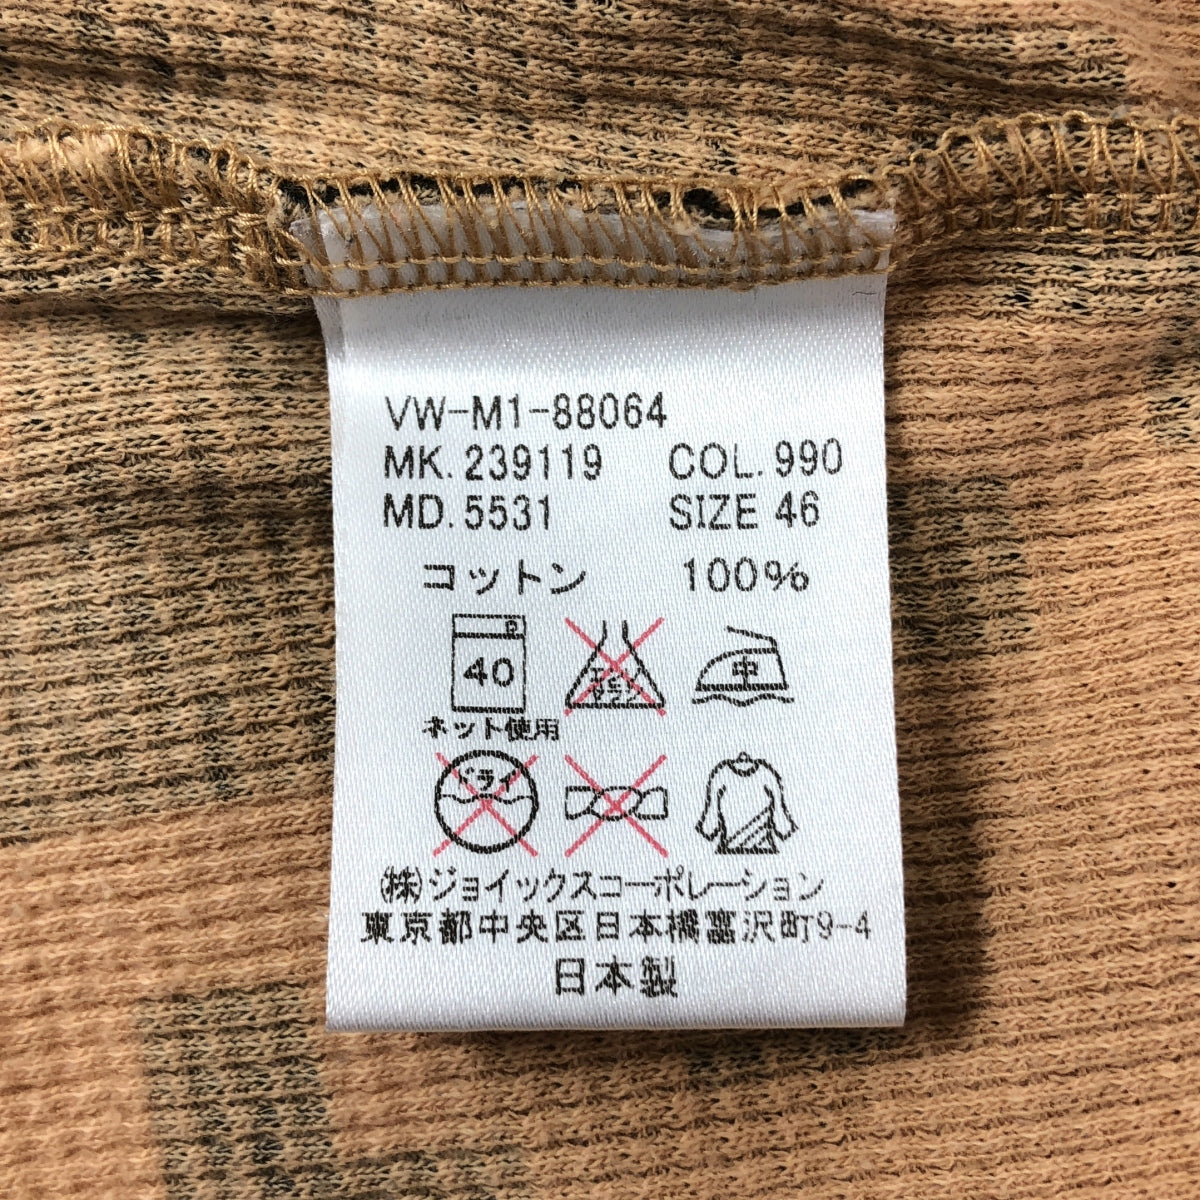 VW-M1-88064
MK.239119 COL.990
MD.5531 SIZE 46
コットン 100%
40
中
ネット使用
ドライ
(株)ジョイックスコーポレーション
東京都中央区日本橋富沢町9-4
日本製